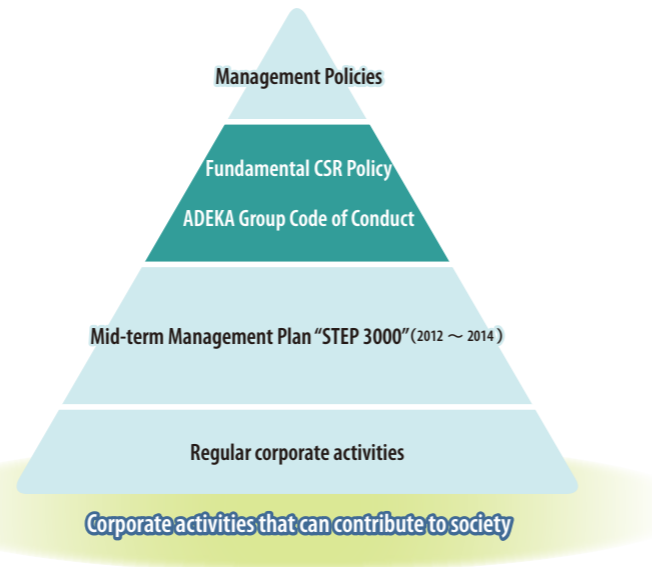 Management Policies
Fundamental CSR Policy
ADEKA Group Code of Conduct
Mid-term Management Plan “STEP 3000”(2012 ～ 2014)
Regular corporate activities
Corporate activities that can contribute to society